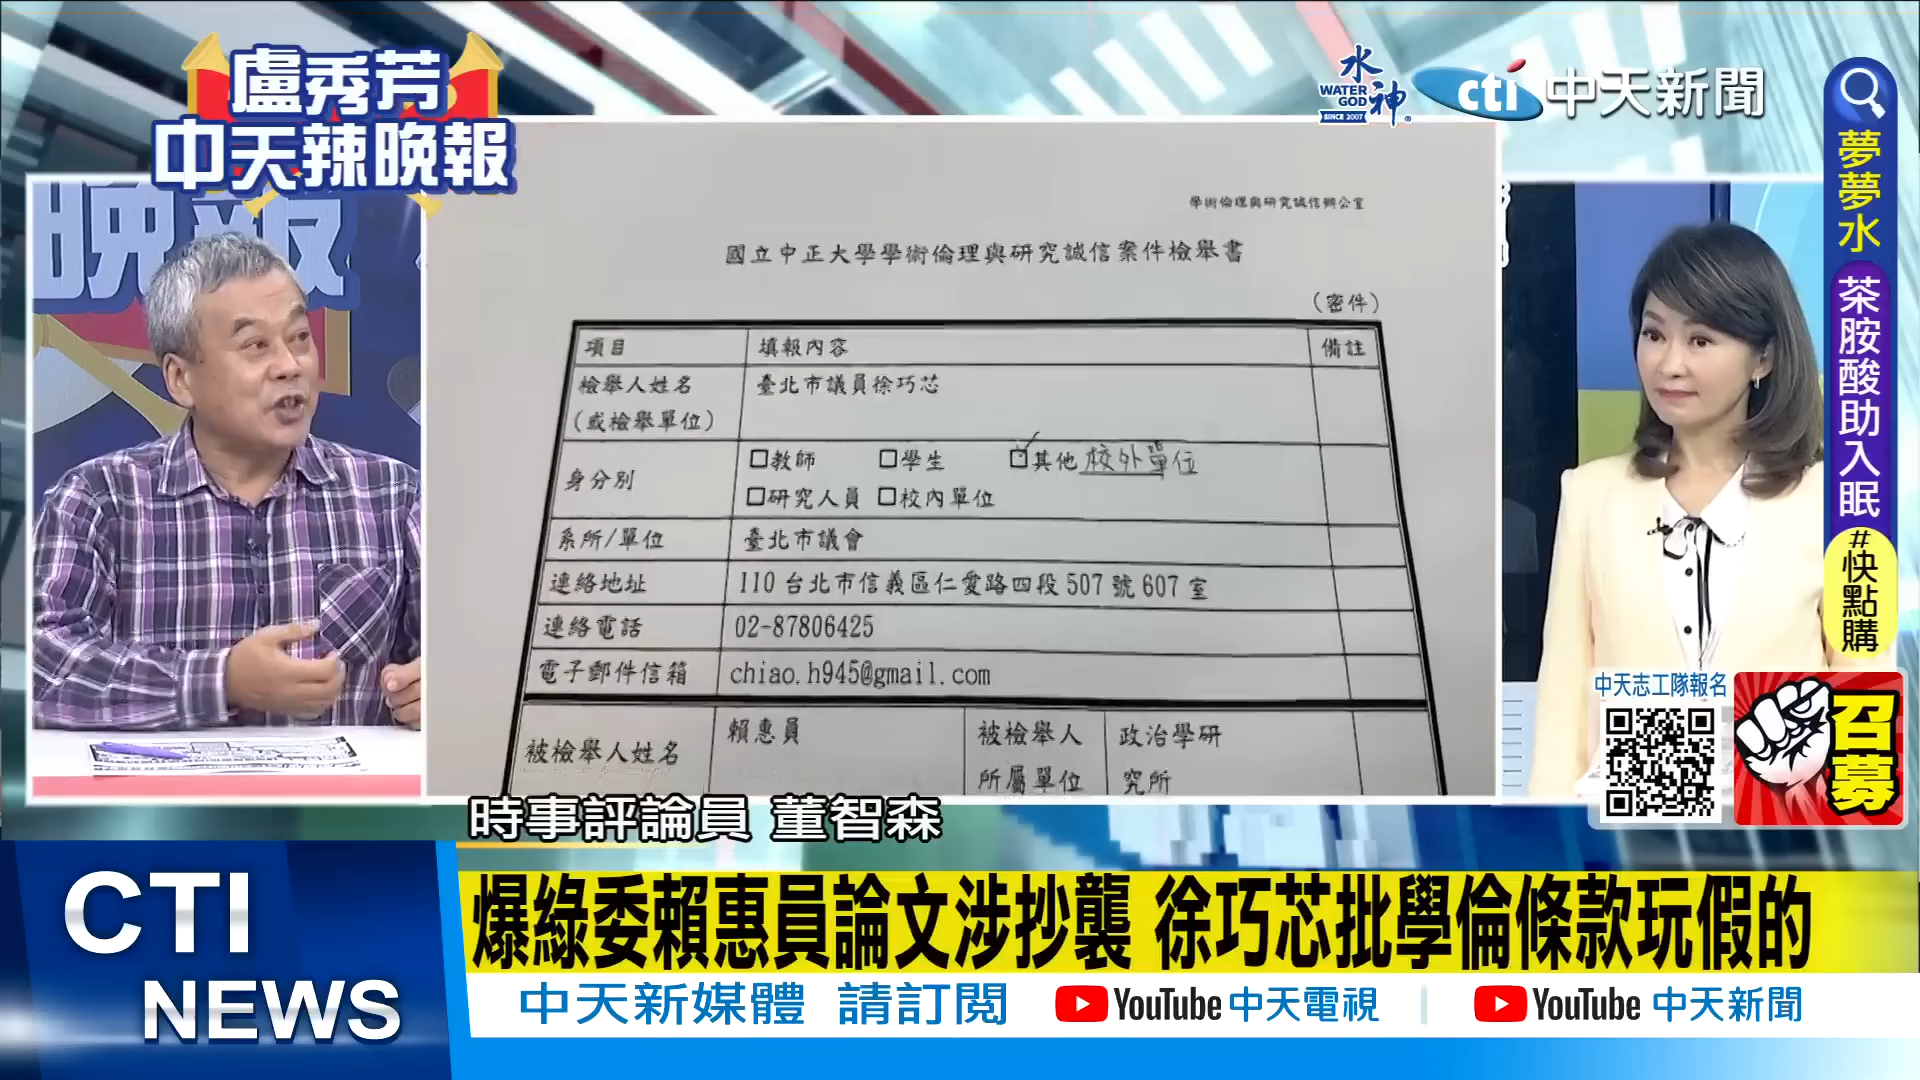 盧秀芳
中天辣晚報
水神
WATER GOD
SINCE 2007
cti 中天新聞
夢夢水
茶胺酸助入眠
#快點購
晚報
學術倫理與研究誠信辦公室
國立中正大學學術倫理與研究誠信案件檢舉書
（密件）
項目 填報內容 備註
檢舉人姓名 臺北市議員徐巧芯
（或檢舉單位）
身分別 □教師 □學生 ☑其他 校外單位
□研究人員 □校內單位
系所/單位 臺北市議會
連絡地址 110 台北市信義區仁愛路四段 507 號 607 室
連絡電話 02-87806425
電子郵件信箱 chiao.h945@gmail.com
被檢舉人姓名 賴惠員 被檢舉人 政治學研
所屬單位 究所
中天志工隊報名
召募
時事評論員 董智森
爆綠委賴惠員論文涉抄襲 徐巧芯批學倫條款玩假的
CTI
NEWS
中天新媒體 請訂閱 YouTube 中天電視 | YouTube 中天新聞